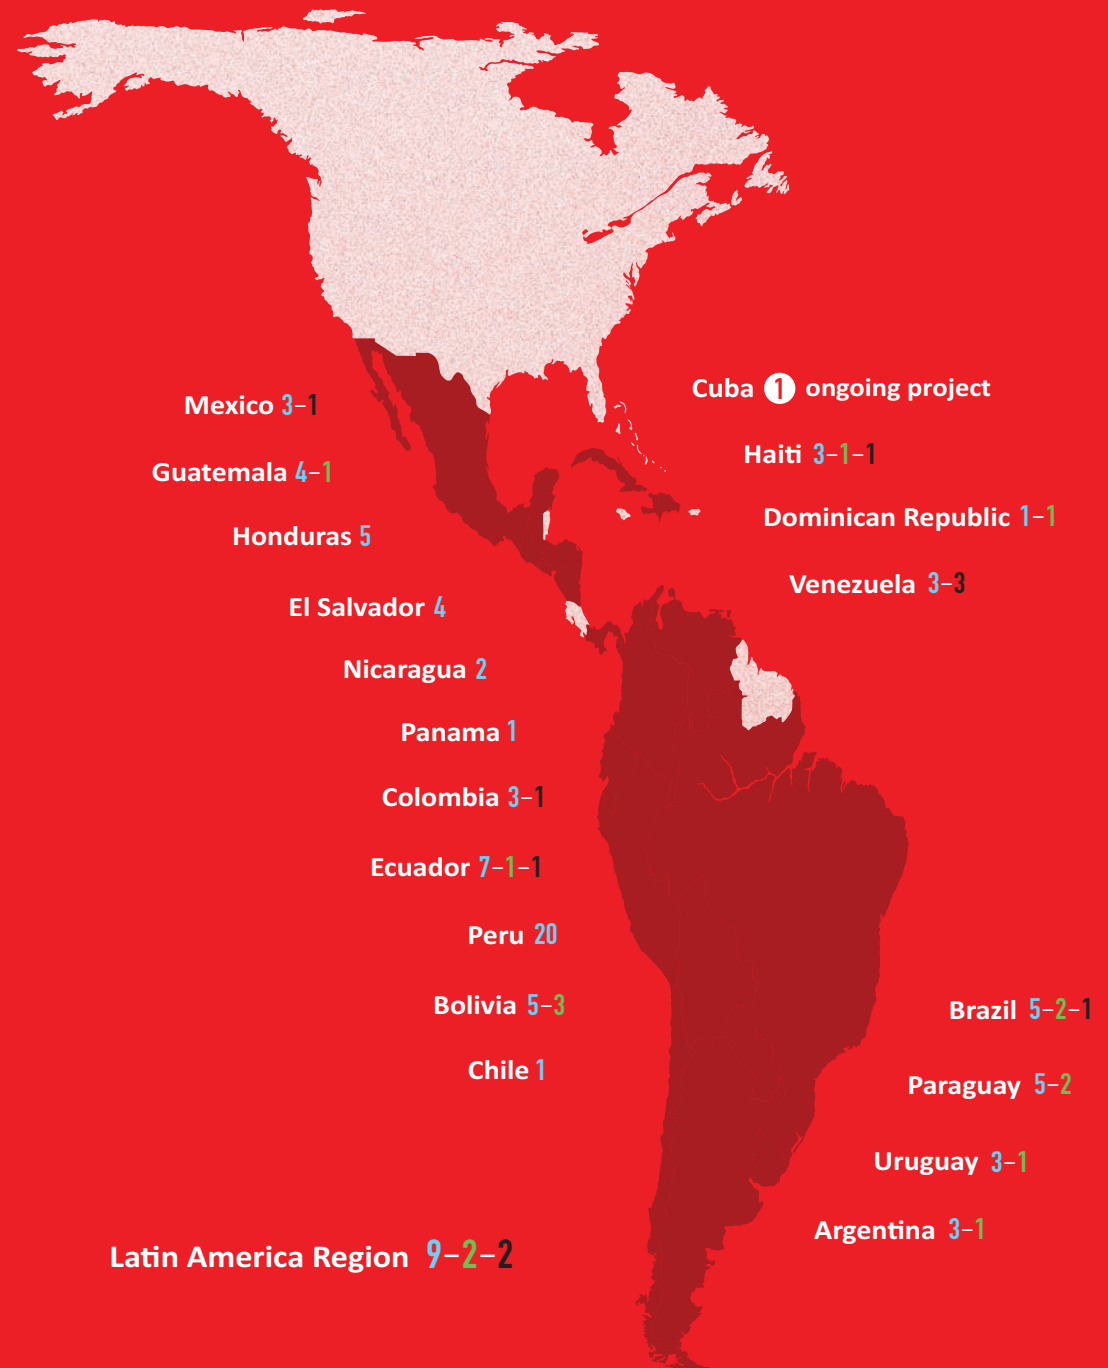 Mexico 3–1
Guatemala 4–1
Honduras 5
El Salvador 4
Nicaragua 2
Panama 1
Colombia 3–1
Ecuador 7–1–1
Peru 20
Bolivia 5–3
Chile 1
Latin America Region 9–2–2
Cuba 1 ongoing project
Haiti 3–1–1
Dominican Republic 1–1
Venezuela 3–3
Brazil 5–2–1
Paraguay 5–2
Uruguay 3–1
Argentina 3–1